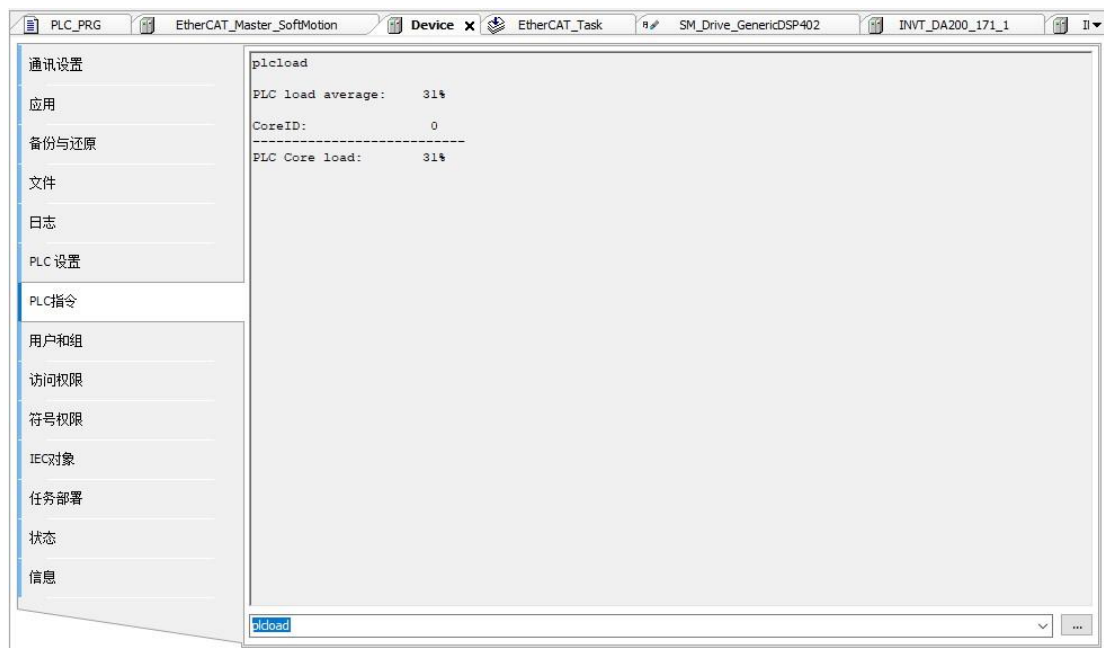 PLC_PRG EtherCAT_Master_SoftMotion Device EtherCAT_Task SM_Drive_GenericDSP402 INVT_DA200_171_1
通讯设置
应用
备份与还原
文件
日志
PLC 设置
PLC指令
用户和组
访问权限
符号权限
IEC对象
任务部署
状态
信息
plcload
PLC load average: 31%
CoreID: 0
---------------------------
PLC Core load: 31%
plcload
...